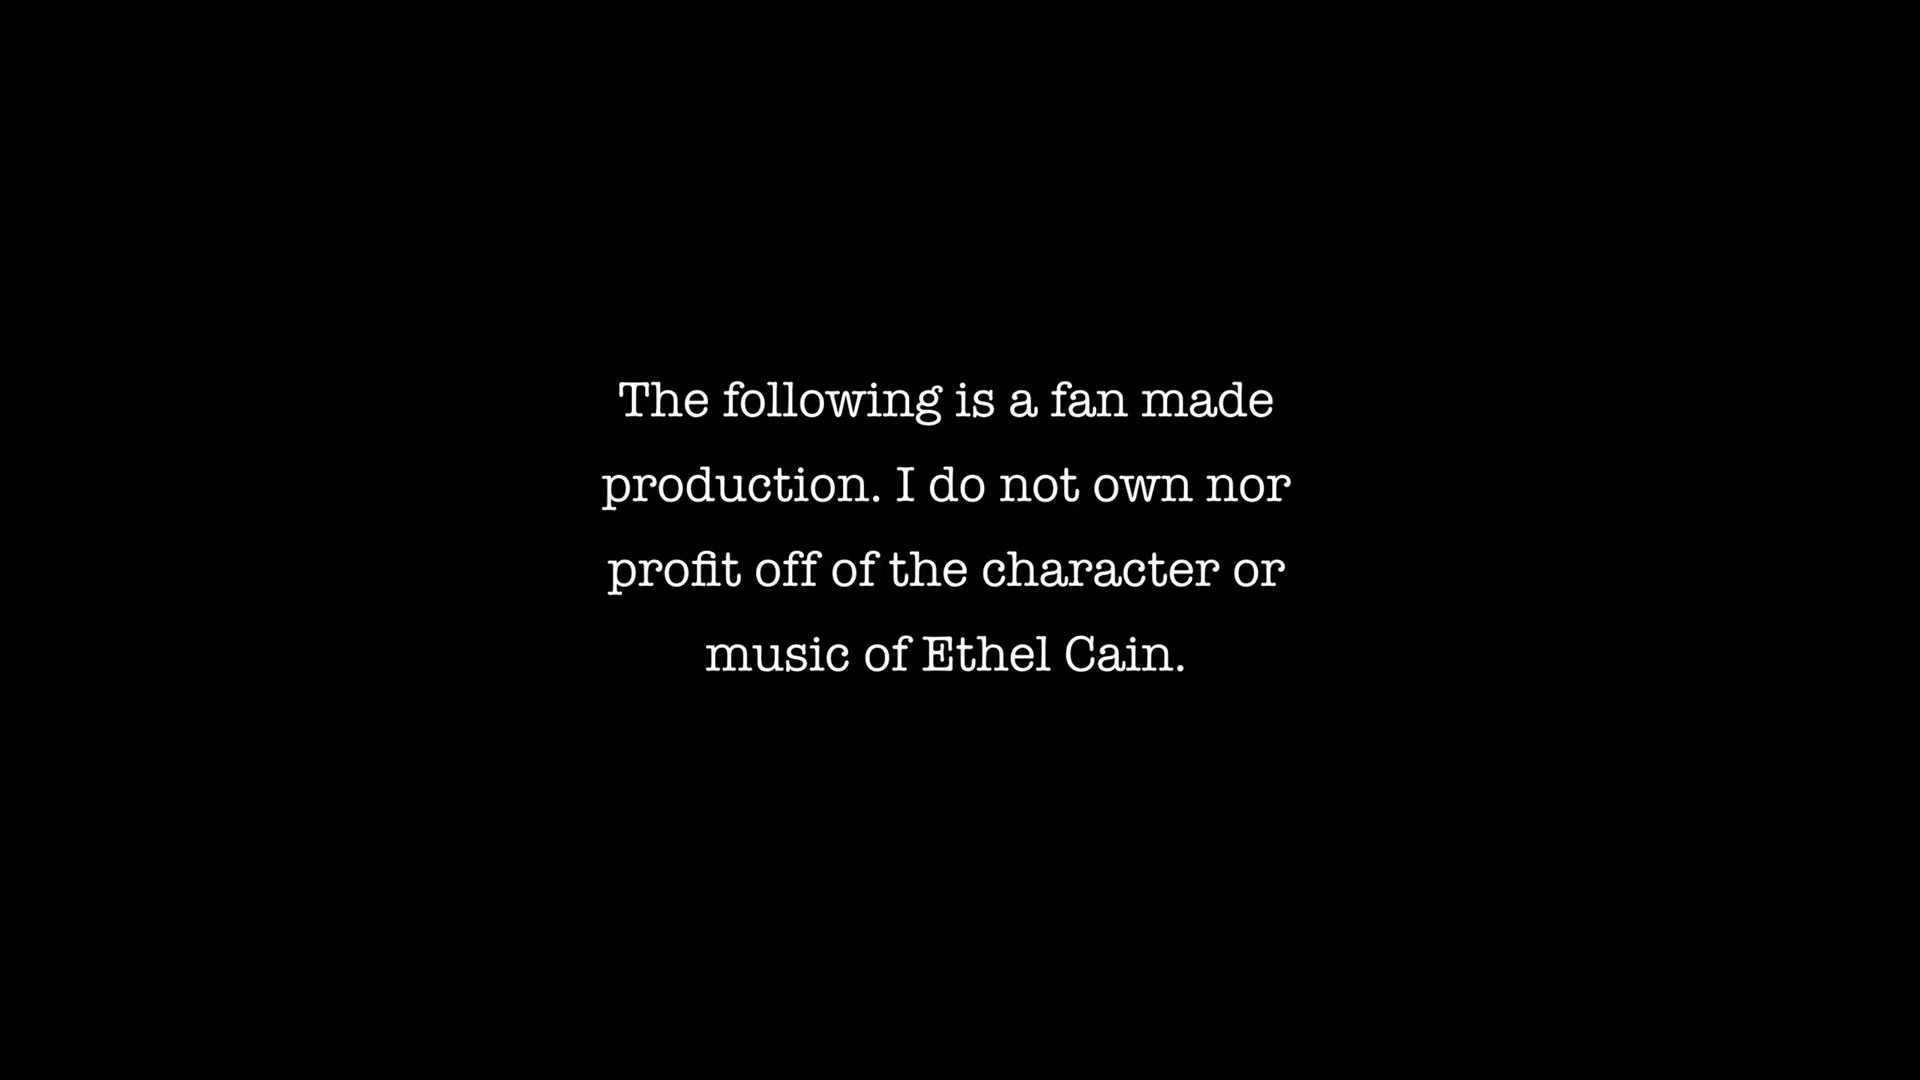 The following is a fan made
production. I do not own nor
profit off of the character or
music of Ethel Cain.